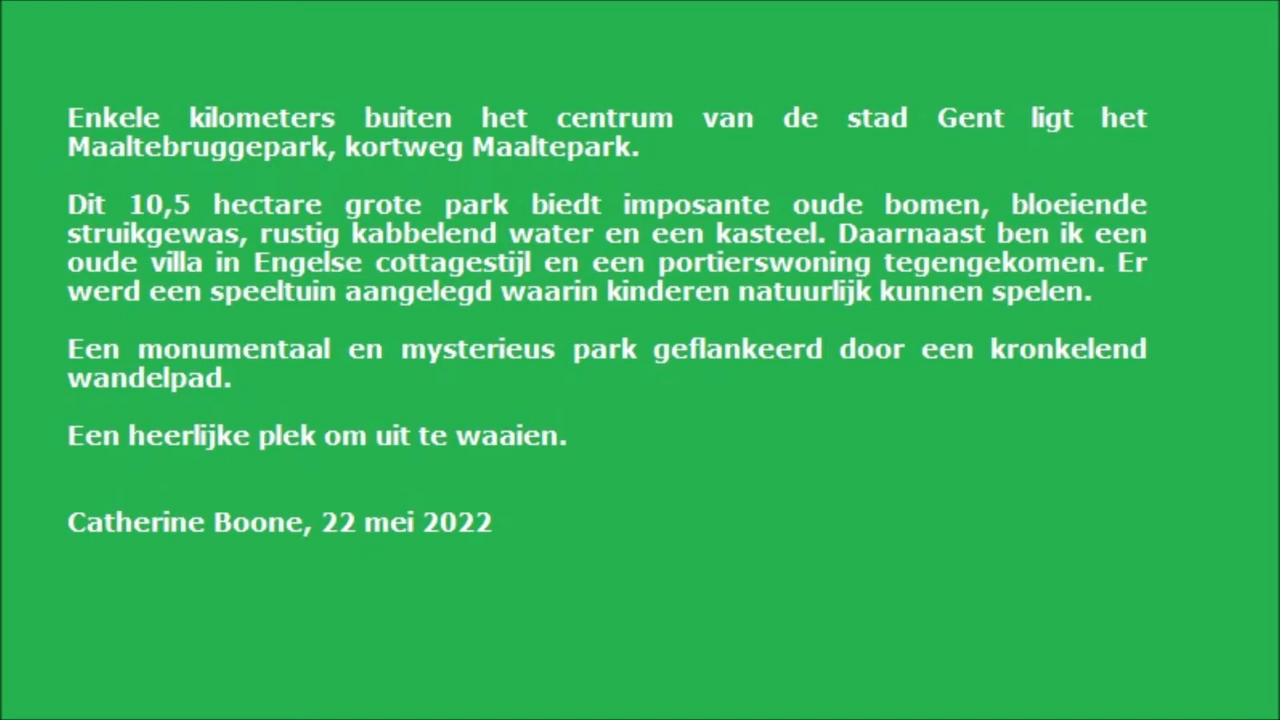 Enkele kilometers buiten het centrum van de stad Gent ligt het
Maaltebruggepark, kortweg Maaltepark.
Dit 10,5 hectare grote park biedt imposante oude bomen, bloeiende
struikgewas, rustig kabbelend water en een kasteel. Daarnaast ben ik een
oude villa in Engelse cottagestijl en een portierswoning tegengekomen. Er
werd een speeltuin aangelegd waarin kinderen natuurlijk kunnen spelen.
Een monumentaal en mysterieus park geflankeerd door een kronkelend
wandelpad.
Een heerlijke plek om uit te waaien.
Catherine Boone, 22 mei 2022